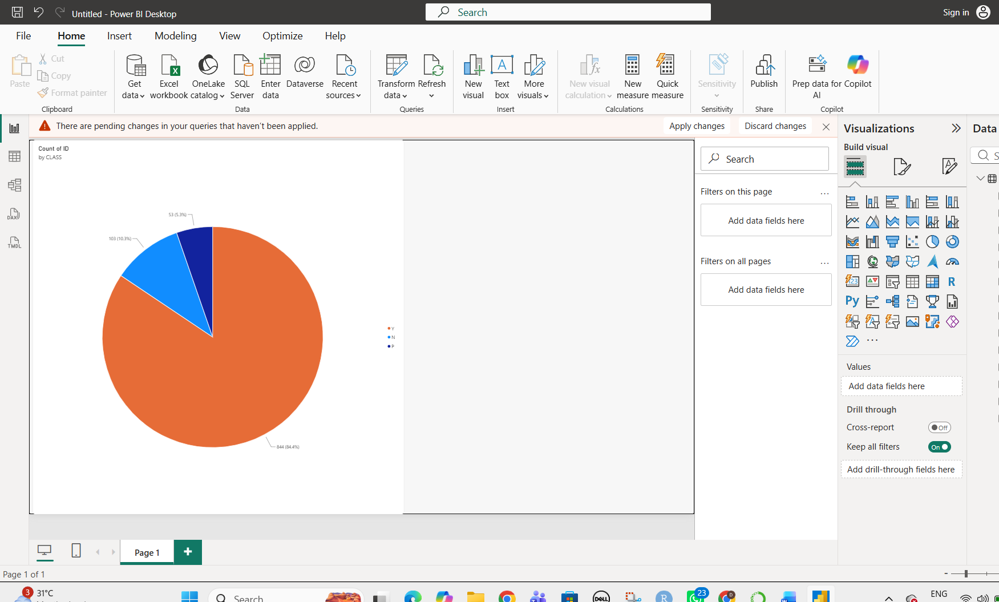 Untitled - Power BI Desktop
Search
Sign in
File
Home
Insert
Modeling
View
Optimize
Help
Paste
Cut
Copy
Format painter
Clipboard
Get data
Excel workbook
OneLake catalog
SQL Server
Enter data
Dataverse
Recent sources
Data
Transform data
Refresh
Queries
New visual
Text box
More visuals
Insert
New visual calculation
New measure
Quick measure
Calculations
Sensitivity
Sensitivity
Publish
Share
Prep data for AI
Copilot
Copilot
There are pending changes in your queries that haven't been applied.
Apply changes
Discard changes
DAX
TMDL
Count of ID
by CLASS
53 (5.3%)
103 (10.3%)
844 (84.4%)
Y
N
P
Search
Filters on this page
Add data fields here
Filters on all pages
Add data fields here
Visualizations
Build visual
123
R
Py
Values
Add data fields here
Drill through
Cross-report
Off
Keep all filters
On
Add drill-through fields here
Data
S
Page 1
Page 1 of 1
3
31°C
Search
DELL
R
23
D
ENG